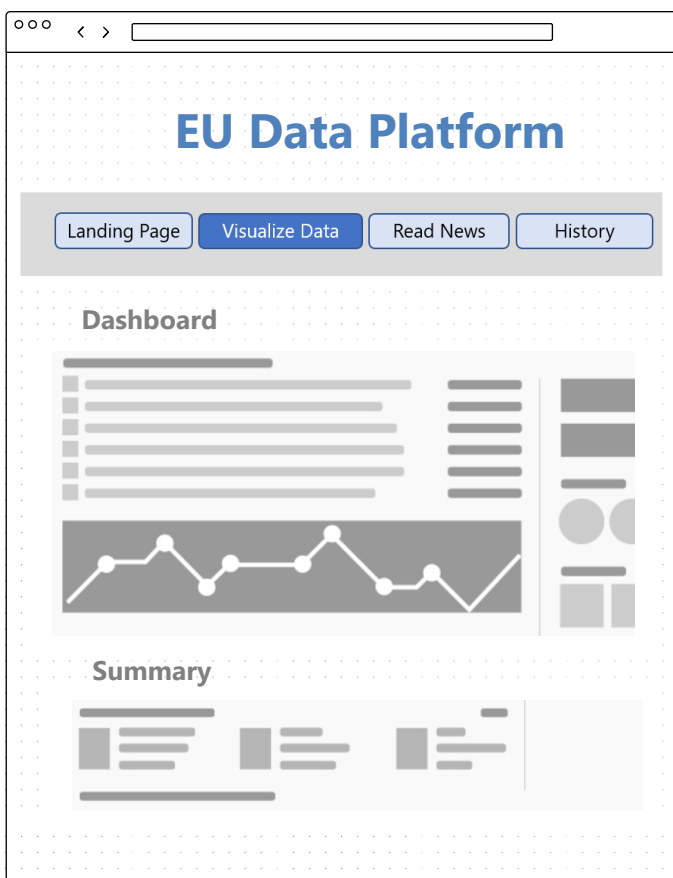 EU Data Platform
Landing Page Visualize Data Read News History
Dashboard
Summary